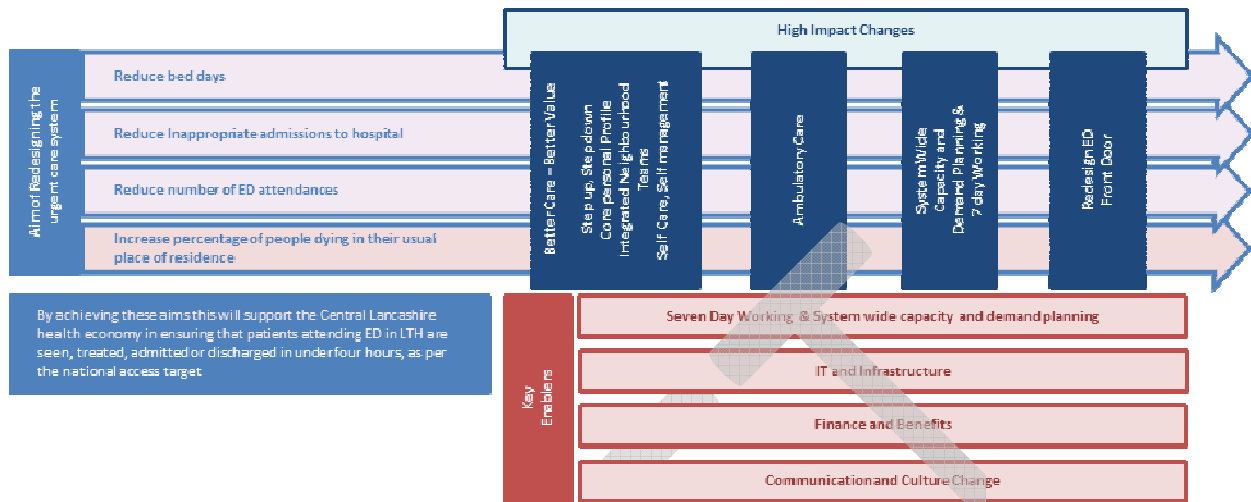 High Impact Changes
Aim of Redesigning the
urgent care system
Reduce bed days
Reduce Inappropriate admissions to hospital
Reduce number of ED attendances
Increase percentage of people dying in their usual
place of residence
Better Care – Better Value
Step up, Step down
Core personal Profile
Integrated Neighbourhood
Teams
Self Care, Self management
Ambulatory Care
System Wide
Capacity and
Demand Planning &
7 day Working
Redesign ED
Front Door
By achieving these aims this will support the Central Lancashire
health economy in ensuring that patients attending ED in LTH are
seen, treated, admitted or discharged in under four hours, as per
the national access target
Key
Enablers
Seven Day Working & System wide capacity and demand planning
IT and Infrastructure
Finance and Benefits
Communication and Culture Change